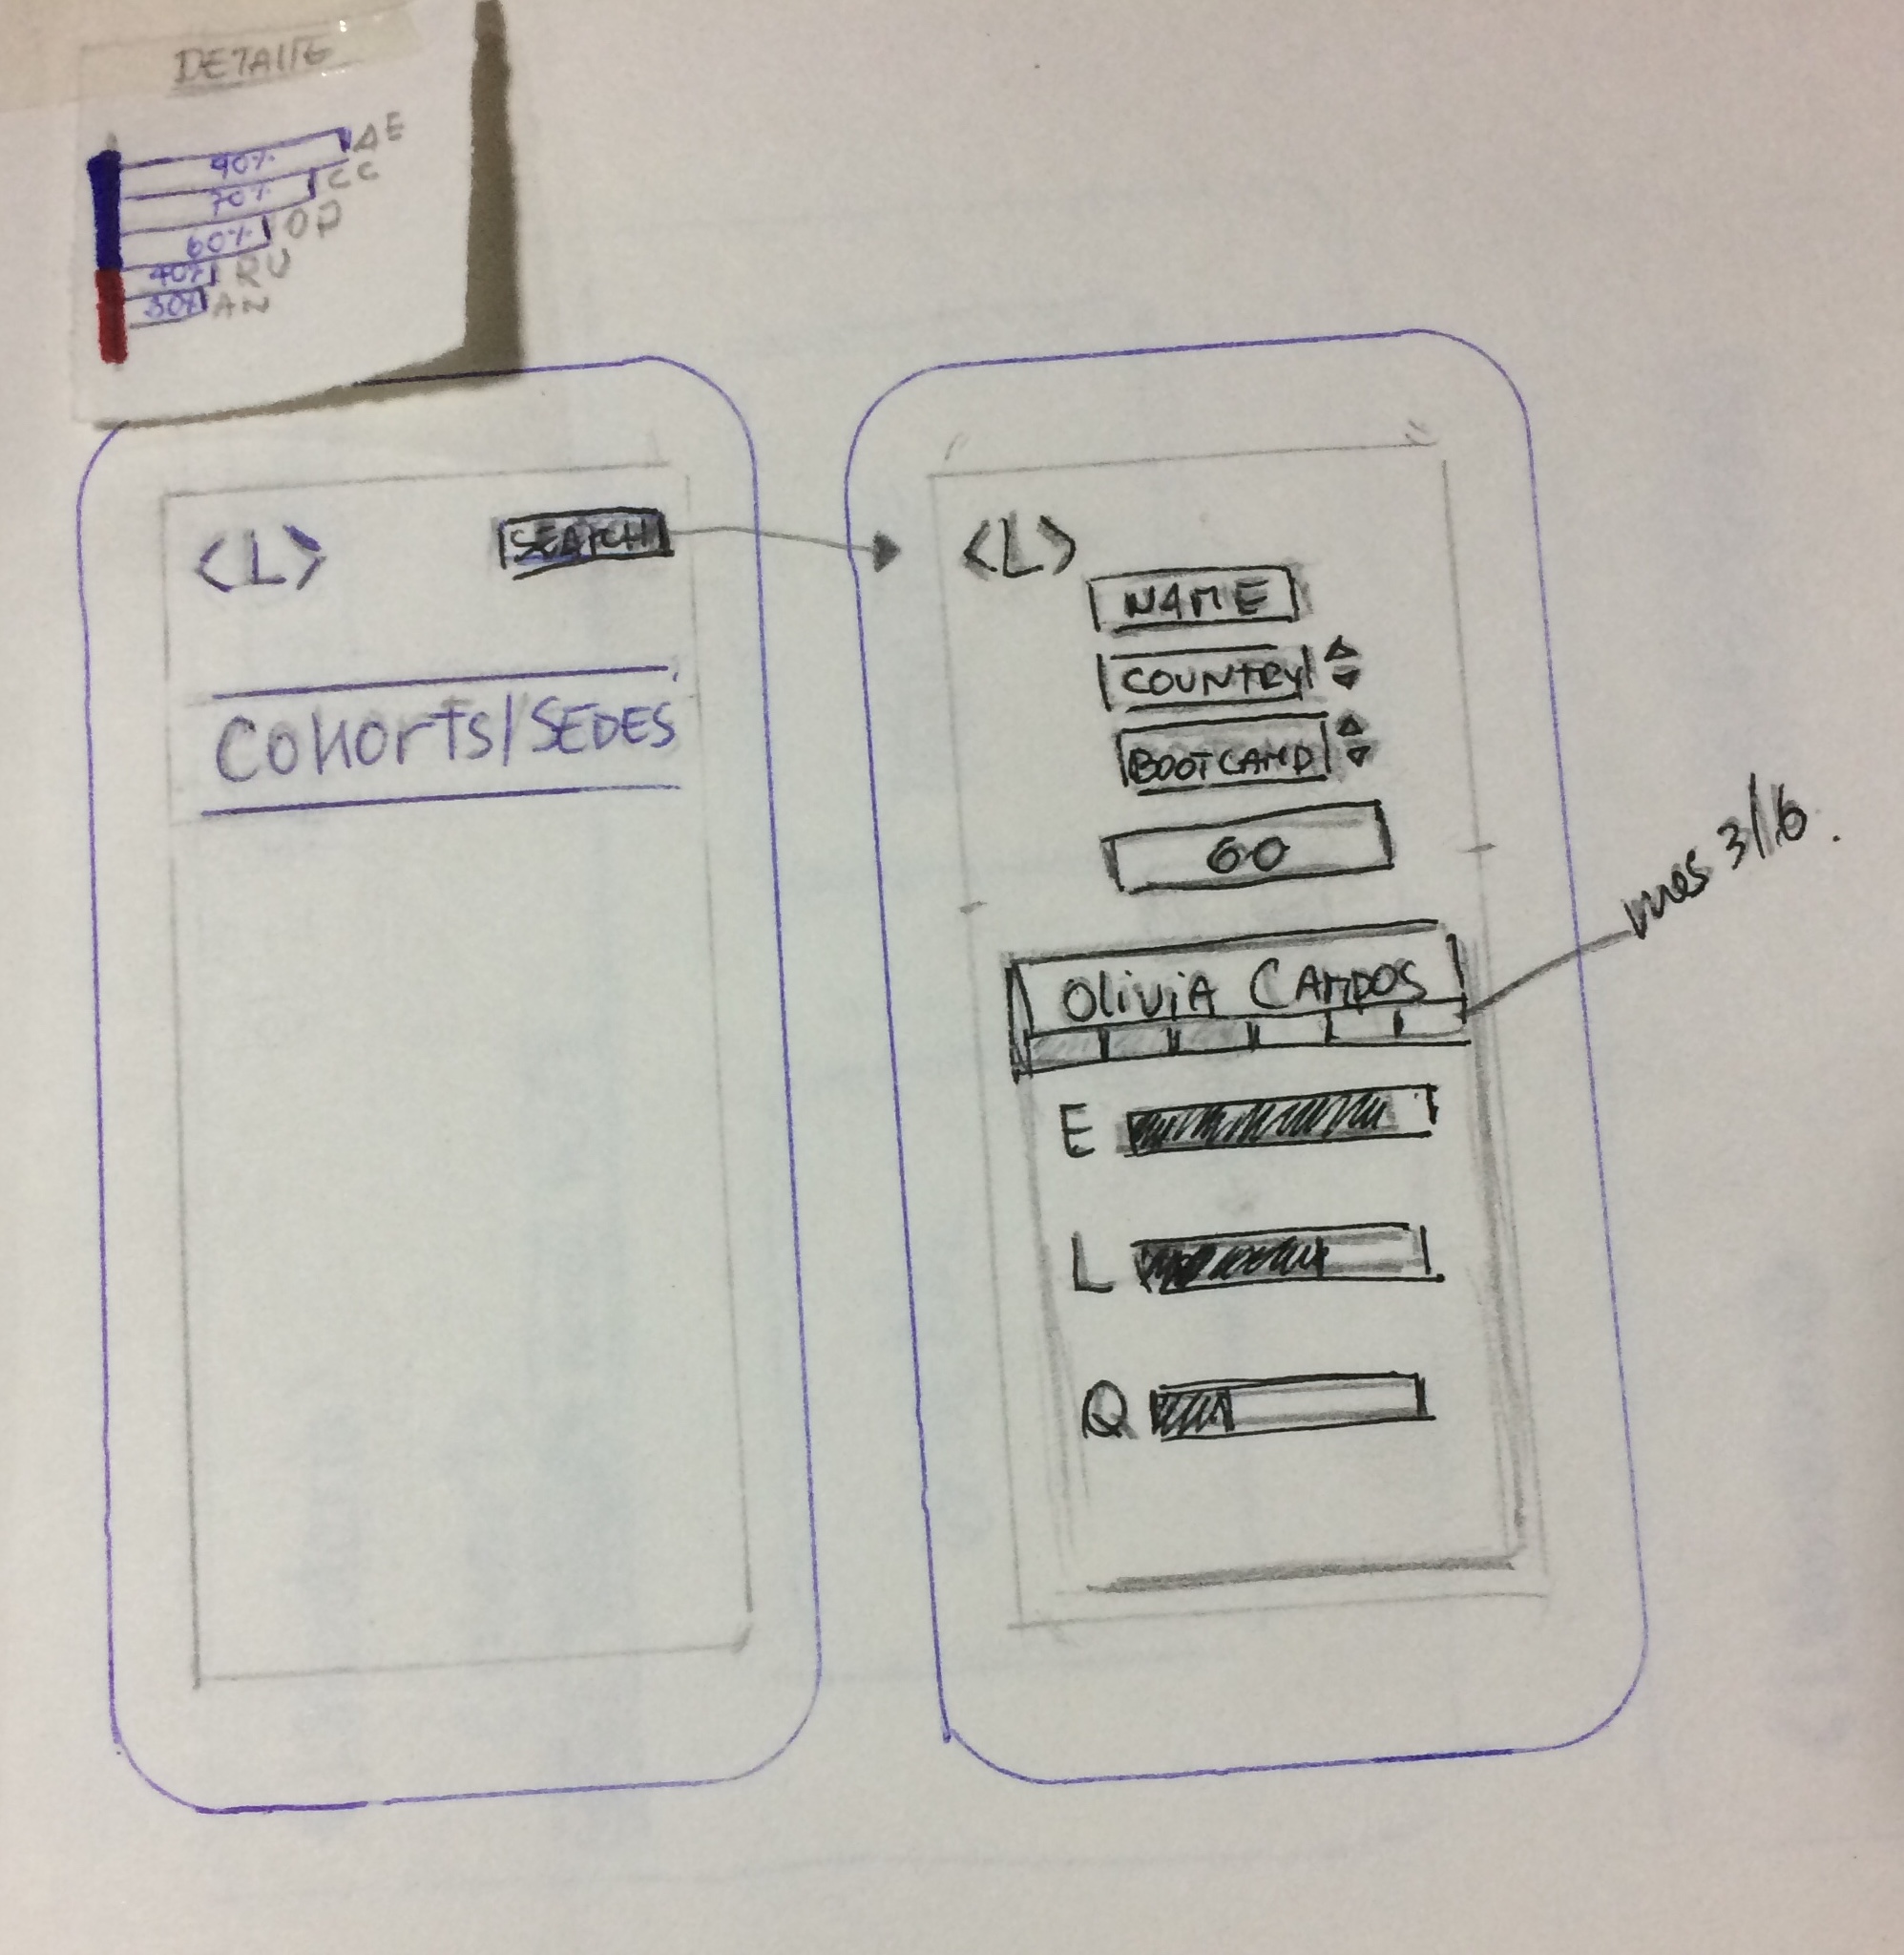 DETAILS
90% AE
70% CC
60% OP
40% RU
30% AN
<L> SEARCH
Cohorts/SEDES
<L>
NAME
COUNTRY
BOOTCAMP
GO
mes 3/6.
Olivia CAMPOS
E
L
Q